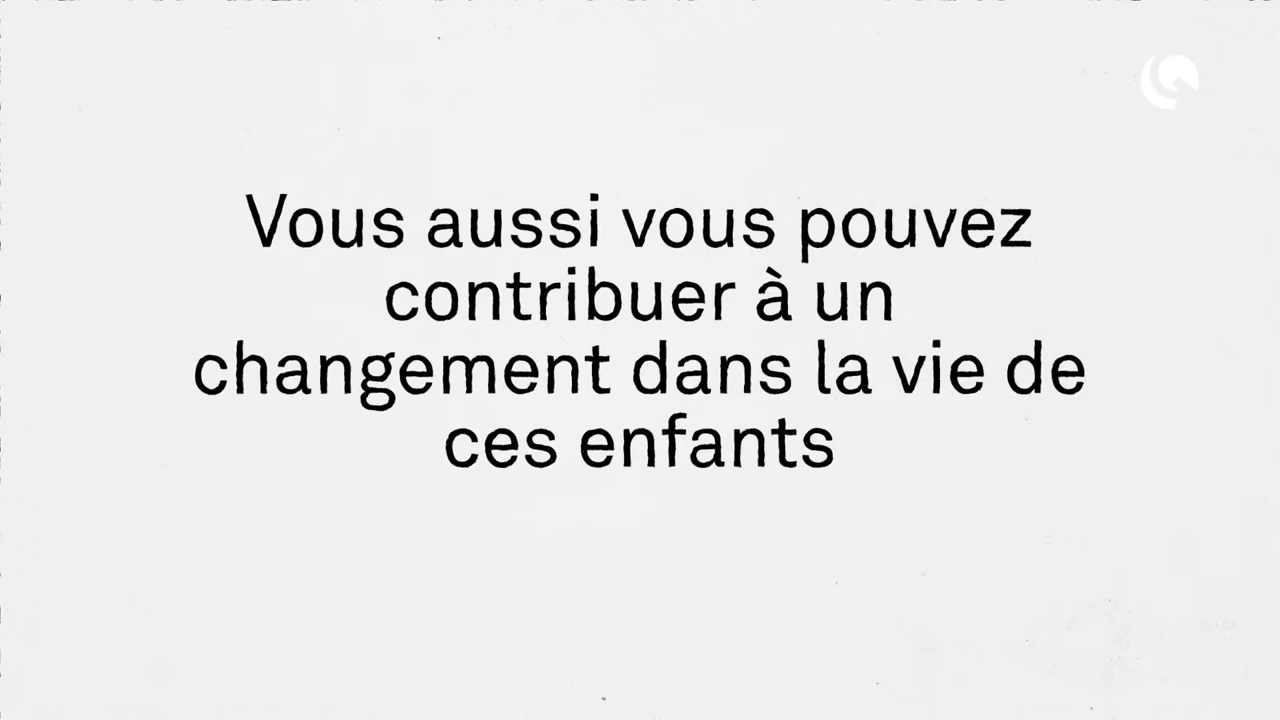 Vous aussi vous pouvez
contribuer à un
changement dans la vie de
ces enfants